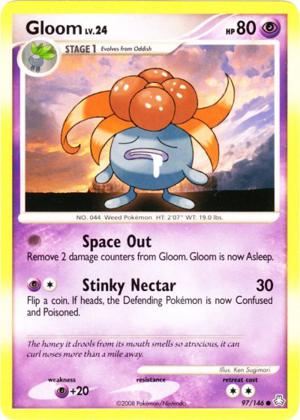 Gloom LV.24 HP 80
STAGE 1 Evolves from Oddish
NO. 044 Weed Pokémon HT: 2'07" WT: 19.0 lbs.
Space Out
Remove 2 damage counters from Gloom. Gloom is now Asleep.
Stinky Nectar 30
Flip a coin. If heads, the Defending Pokémon is now Confused
and Poisoned.
The honey it drools from its mouth smells so atrocious, it can
curl noses more than a mile away.
Illus. Ken Sugimori
weakness resistance retreat cost
+20
©2008 Pokémon 97/146